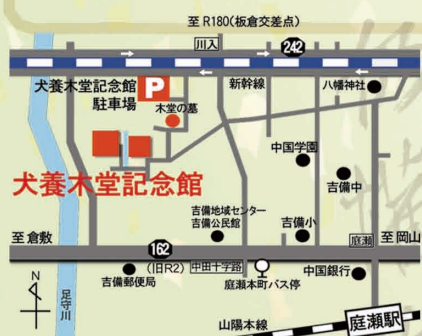 至 R180(板倉交差点)
川入
242
犬養木堂記念館
駐車場
P
新幹線
八幡神社
木堂の墓
中国学園
吉備中
犬養木堂記念館
吉備地域センター
吉備公民館
吉備小
庭瀬
至 倉敷
至 岡山
162
(旧R2)
中田十字路
吉備郵便局
庭瀬本町バス停
中国銀行
N
足守川
山陽本線
庭瀬駅